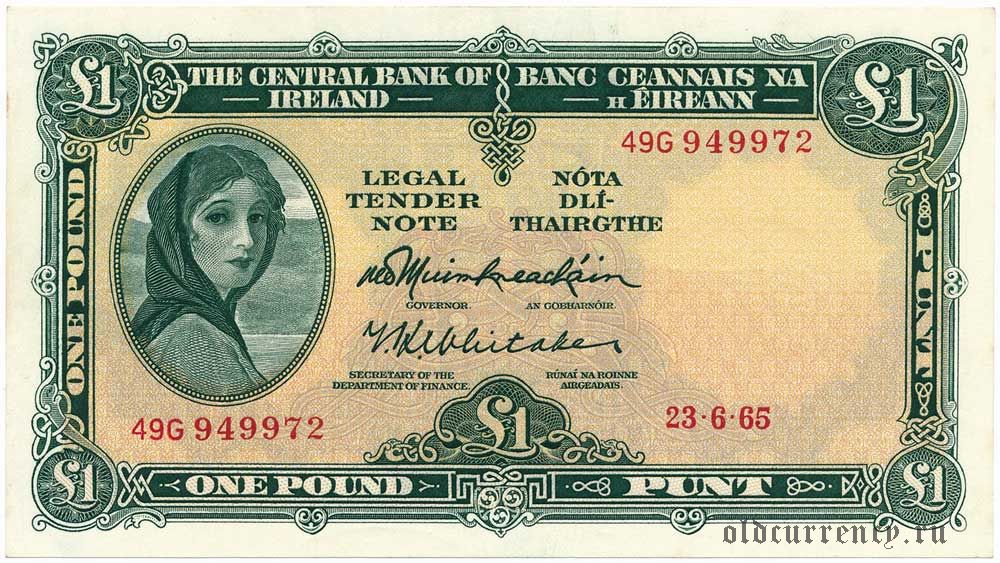 £1
THE CENTRAL BANK OF
IRELAND
BANC CEANNAIS NA
H ÉIREANN
£1
49G 949972
LEGAL
TENDER
NOTE
NÓTA
DLÍ-
THAIRGTHE
ONE POUND
GOVERNOR.
AN GOBHARNÓIR.
T.K. Whitaker
SECRETARY OF THE
DEPARTMENT OF FINANCE.
RÚNAÍ NA ROINNE
AIRGEADAIS.
49G 949972
£1
23·6·65
£1
ONE POUND
PUNT
£1
oldcurrency.ru